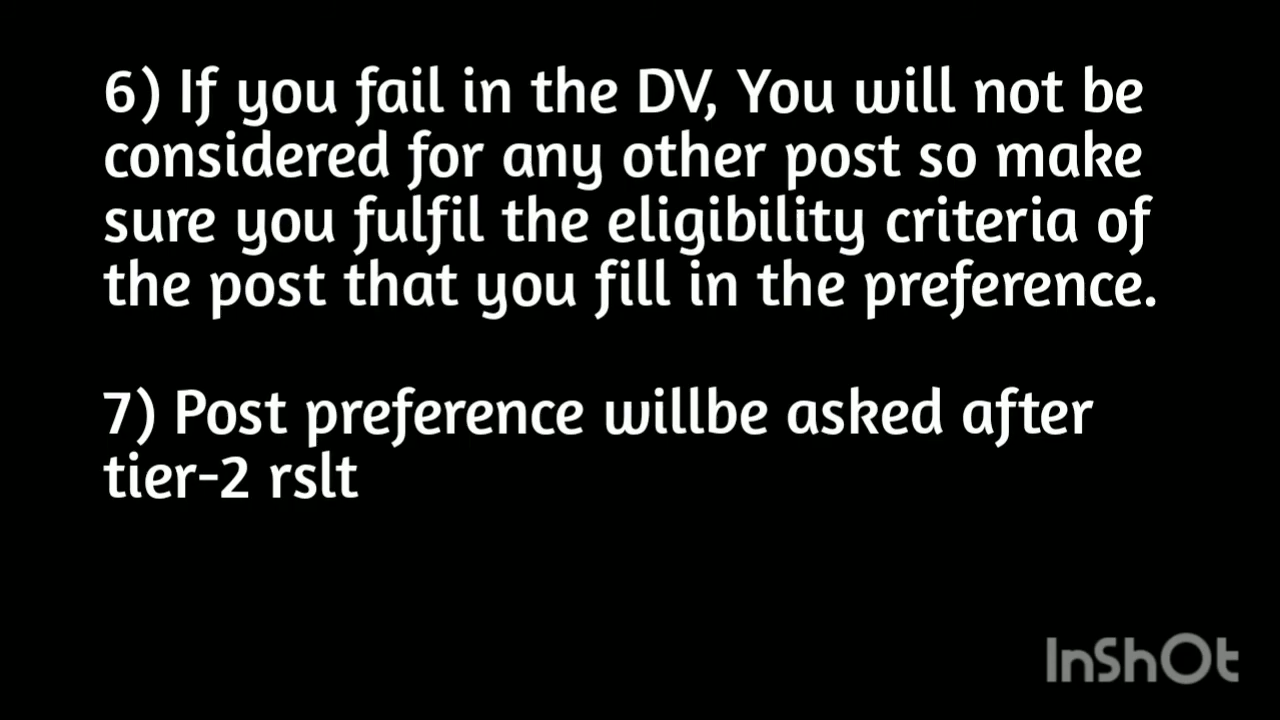 6) If you fail in the DV, You will not be
considered for any other post so make
sure you fulfil the eligibility criteria of
the post that you fill in the preference.
7) Post preference willbe asked after
tier-2 rslt
InShOt